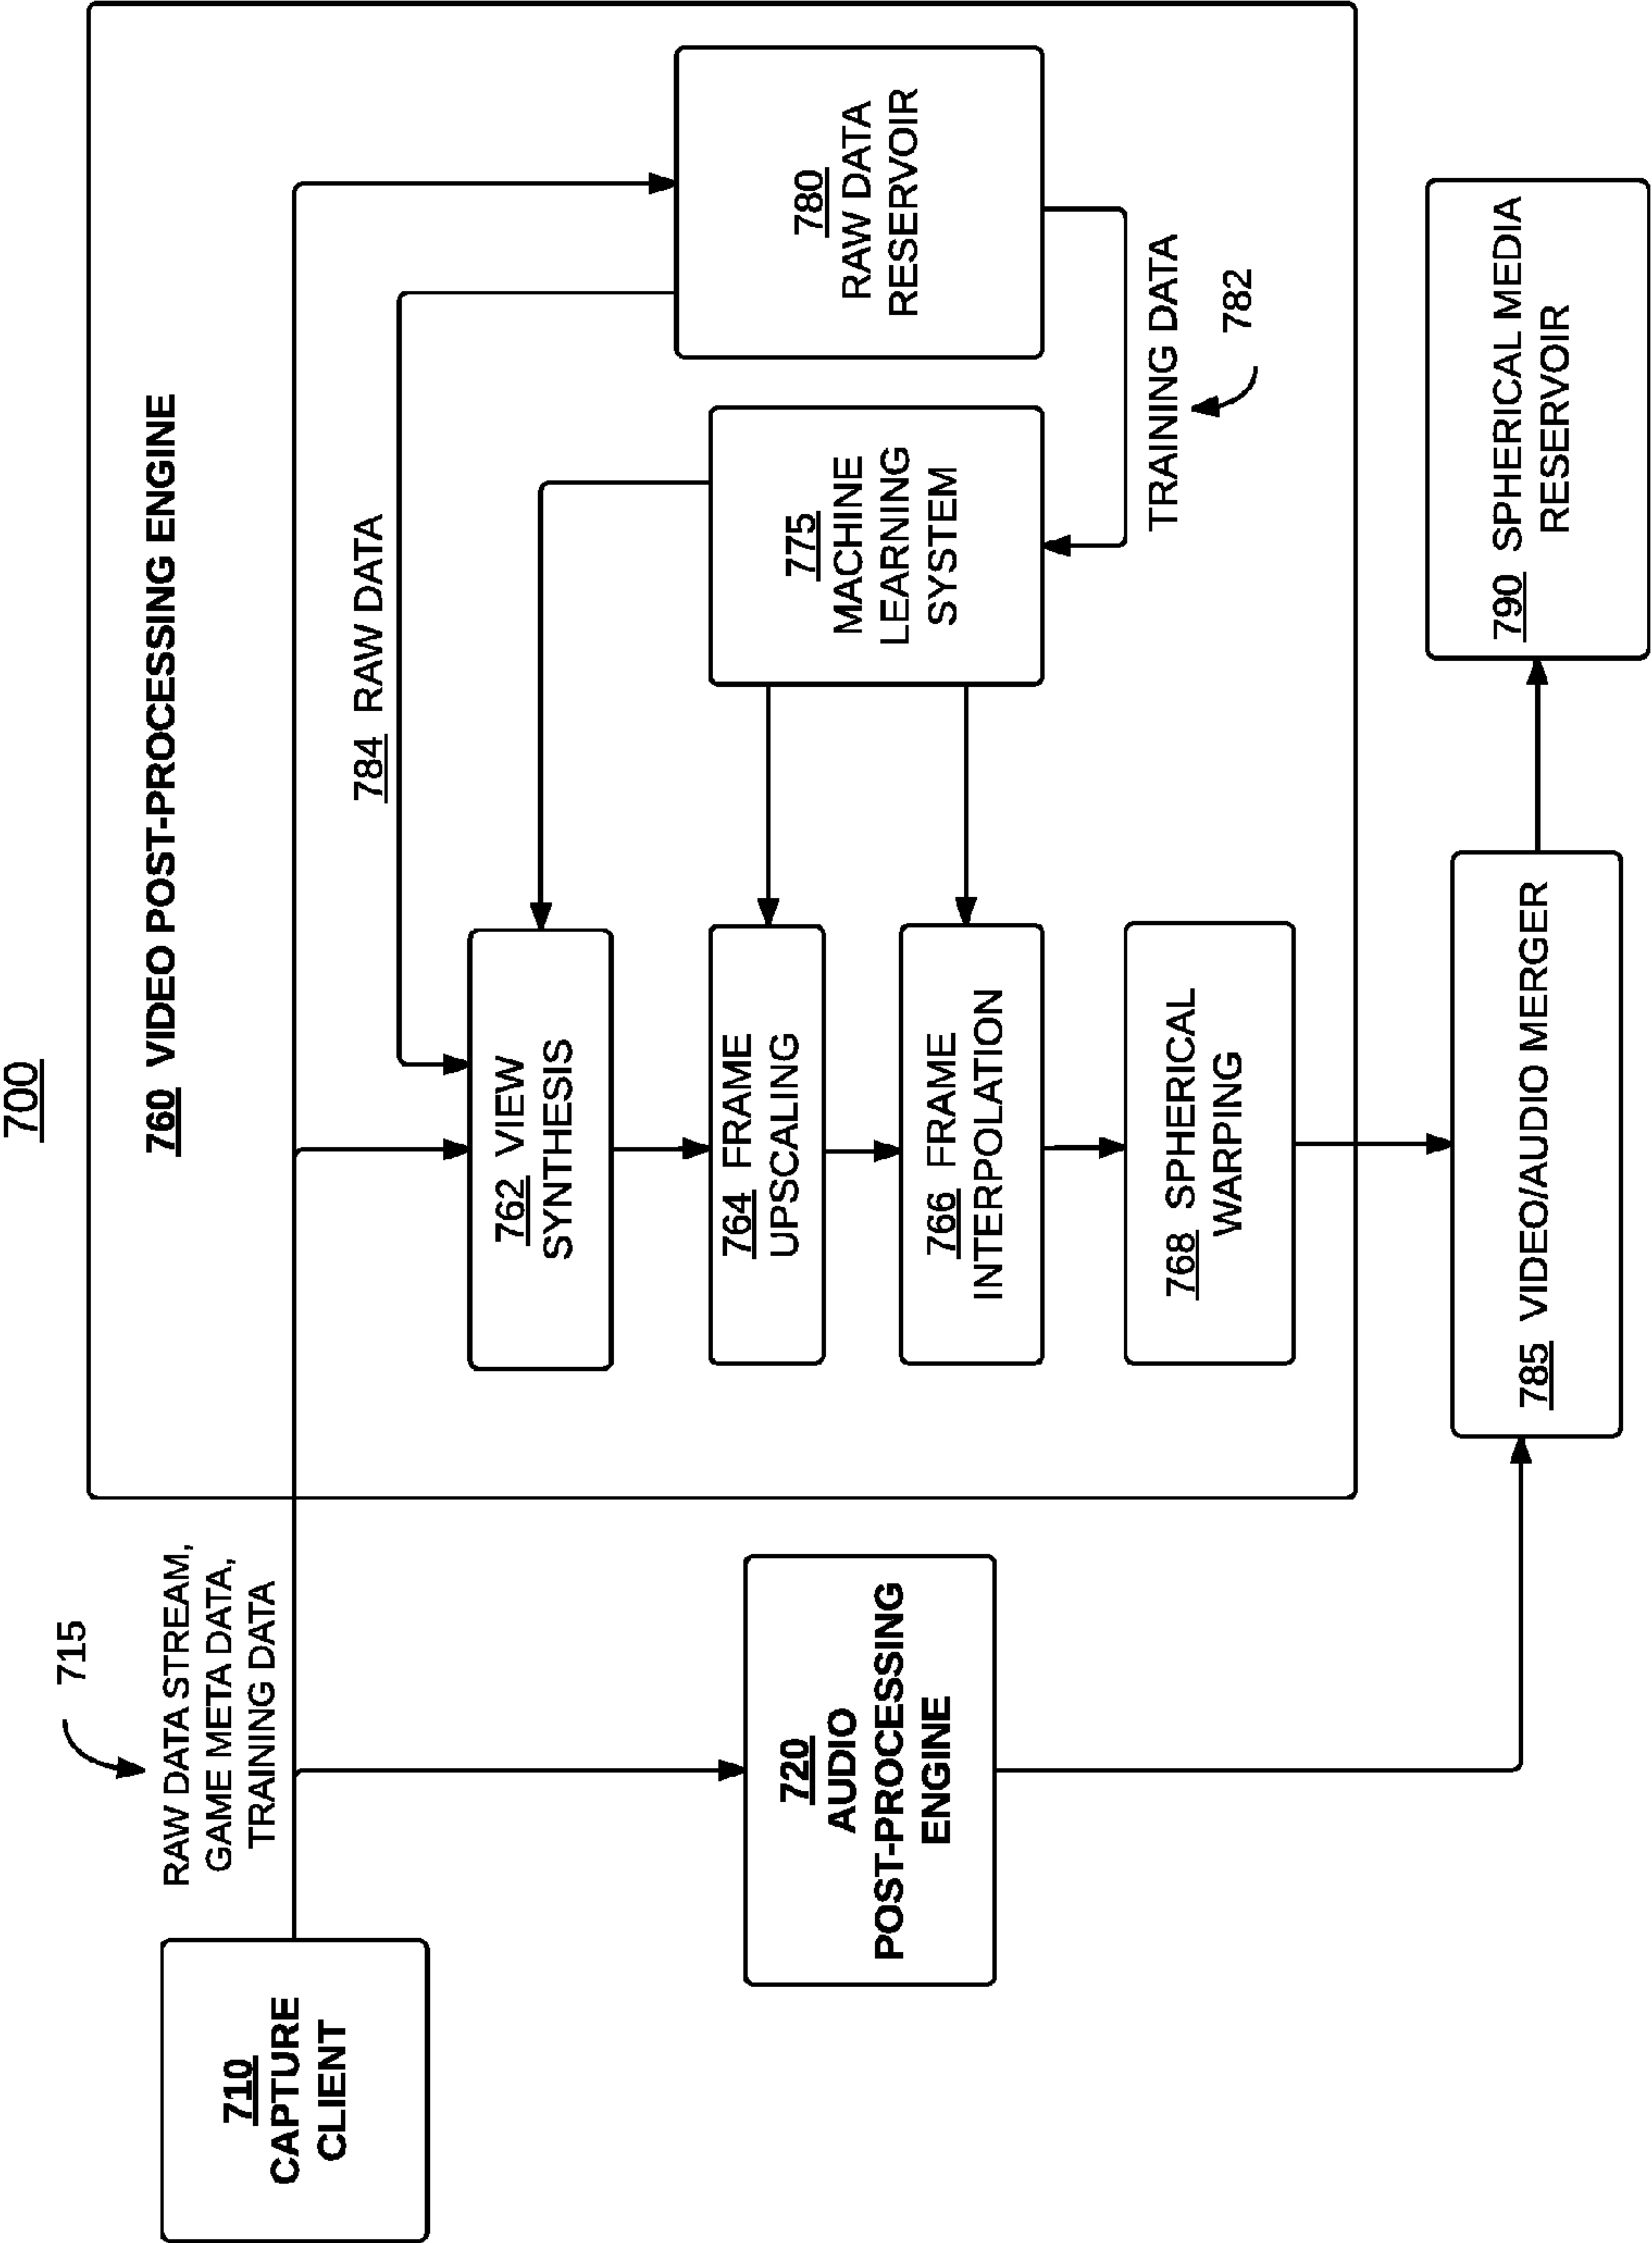 700
715
RAW DATA STREAM,
GAME META DATA,
TRAINING DATA
710
CAPTURE
CLIENT
720
AUDIO
POST-PROCESSING
ENGINE
760 VIDEO POST-PROCESSING ENGINE
784 RAW DATA
762 VIEW
SYNTHESIS
764 FRAME
UPSCALING
766 FRAME
INTERPOLATION
768 SPHERICAL
WARPING
775
MACHINE
LEARNING
SYSTEM
780
RAW DATA
RESERVOIR
TRAINING DATA
782
785 VIDEO/AUDIO MERGER
790 SPHERICAL MEDIA
RESERVOIR